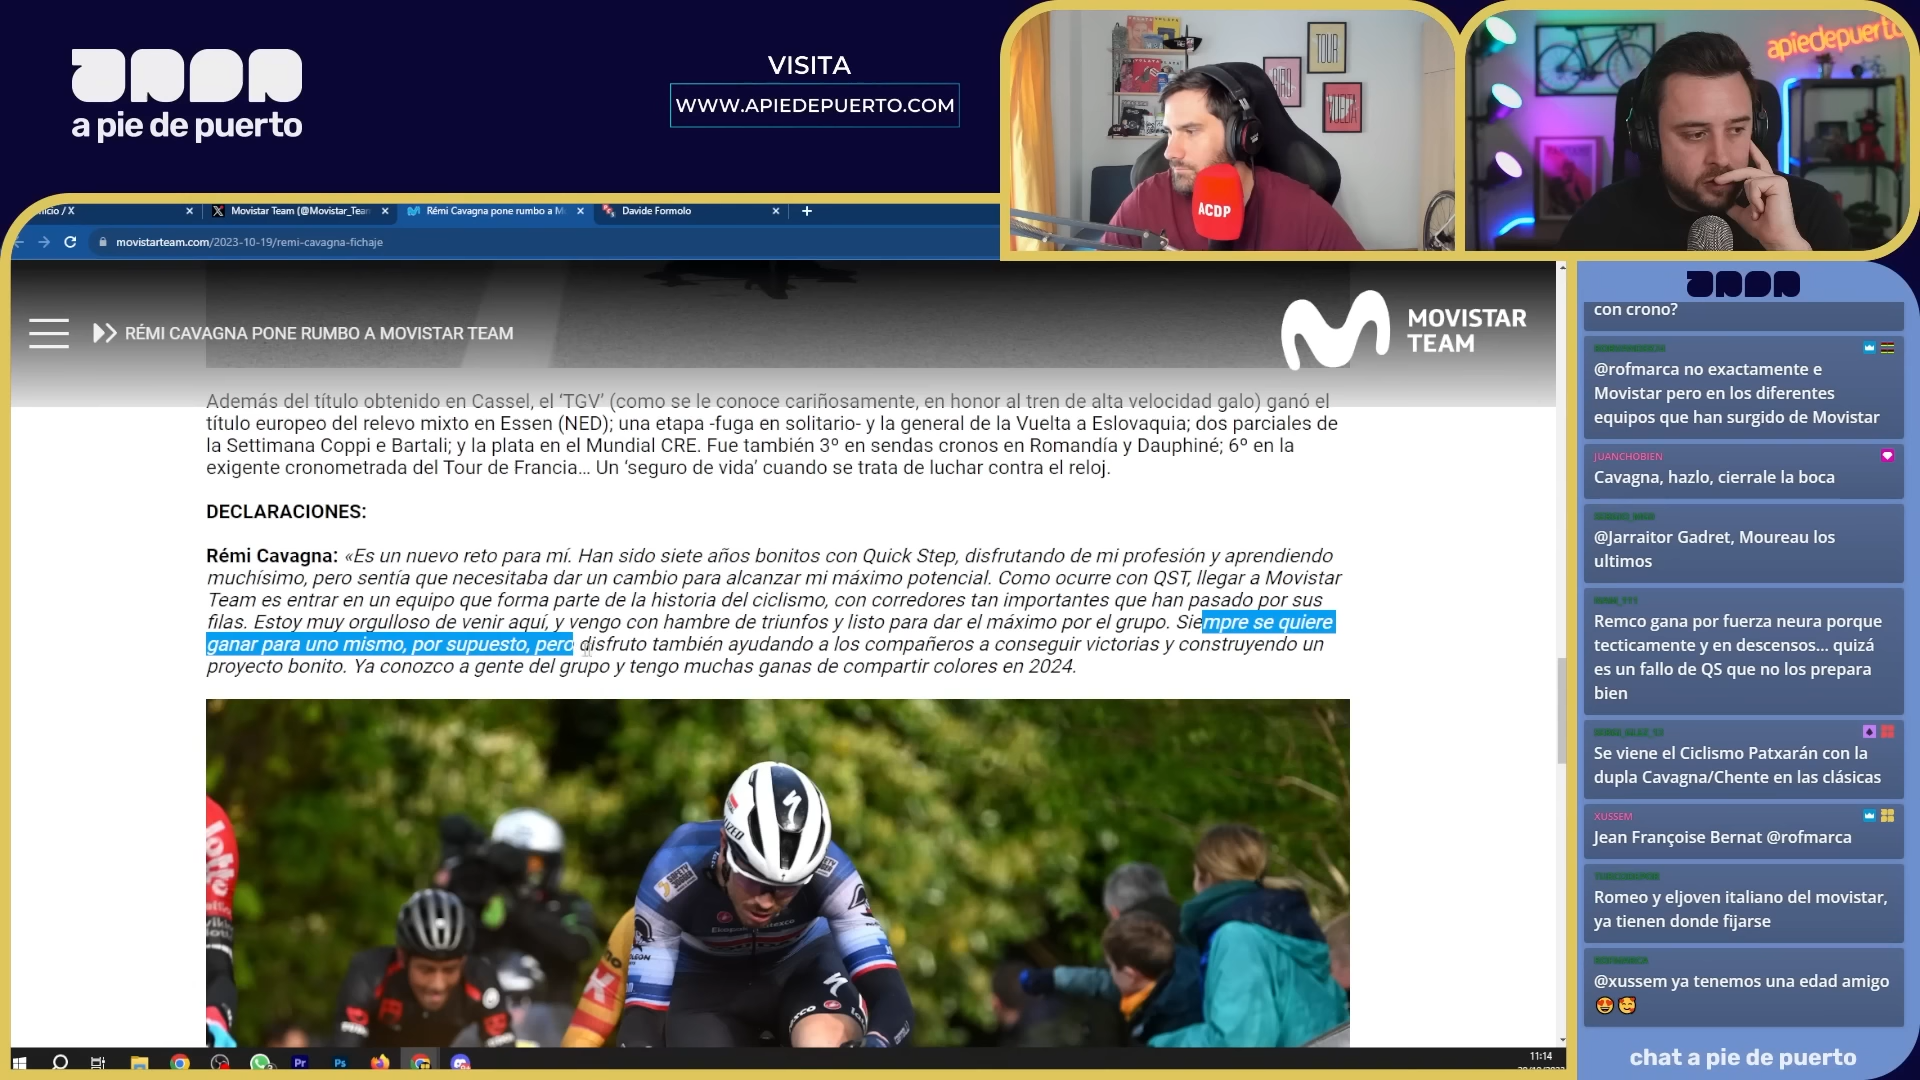 a pie de puerto
VISITA
WWW.APIEDEPUERTO.COM
TOUR
GIRO
VUELTA
ACDP
apiedepuerto
Inicio / X
Movistar Team (@Movistar_Tea
Rémi Cavagna pone rumbo a M
Davide Formolo
movistarteam.com/2023-10-19/remi-cavagna-fichaje
RÉMI CAVAGNA PONE RUMBO A MOVISTAR TEAM
MOVISTAR
TEAM
Además del título obtenido en Cassel, el ‘TGV’ (como se le conoce cariñosamente, en honor al tren de alta velocidad galo) ganó el
título europeo del relevo mixto en Essen (NED); una etapa -fuga en solitario- y la general de la Vuelta a Eslovaquia; dos parciales de
la Settimana Coppi e Bartali; y la plata en el Mundial CRE. Fue también 3º en sendas cronos en Romandía y Dauphiné; 6º en la
exigente cronometrada del Tour de Francia… Un ‘seguro de vida’ cuando se trata de luchar contra el reloj.
DECLARACIONES:
Rémi Cavagna: «Es un nuevo reto para mí. Han sido siete años bonitos con Quick Step, disfrutando de mi profesión y aprendiendo
muchísimo, pero sentía que necesitaba dar un cambio para alcanzar mi máximo potencial. Como ocurre con QST, llegar a Movistar
Team es entrar en un equipo que forma parte de la historia del ciclismo, con corredores tan importantes que han pasado por sus
filas. Estoy muy orgulloso de venir aquí, y vengo con hambre de triunfos y listo para dar el máximo por el grupo. Siempre se quiere
ganar para uno mismo, por supuesto, pero disfruto también ayudando a los compañeros a conseguir victorias y construyendo un
proyecto bonito. Ya conozco a gente del grupo y tengo muchas ganas de compartir colores en 2024.
lotto
castelli
Pr
Ps
11:14
con crono?
@rofmarca no exactamente e
Movistar pero en los diferentes
equipos que han surgido de Movistar
JUANCHOBIEN
Cavagna, hazlo, cierrale la boca
@Jarraitor Gadret, Moureau los
ultimos
Remco gana por fuerza neura porque
tecticamente y en descensos... quizá
es un fallo de QS que no los prepara
bien
Se viene el Ciclismo Patxarán con la
dupla Cavagna/Chente en las clásicas
XUSSEM
Jean Françoise Bernat @rofmarca
Romeo y eljoven italiano del movistar,
ya tienen donde fijarse
@xussem ya tenemos una edad amigo
😍🥰
chat a pie de puerto